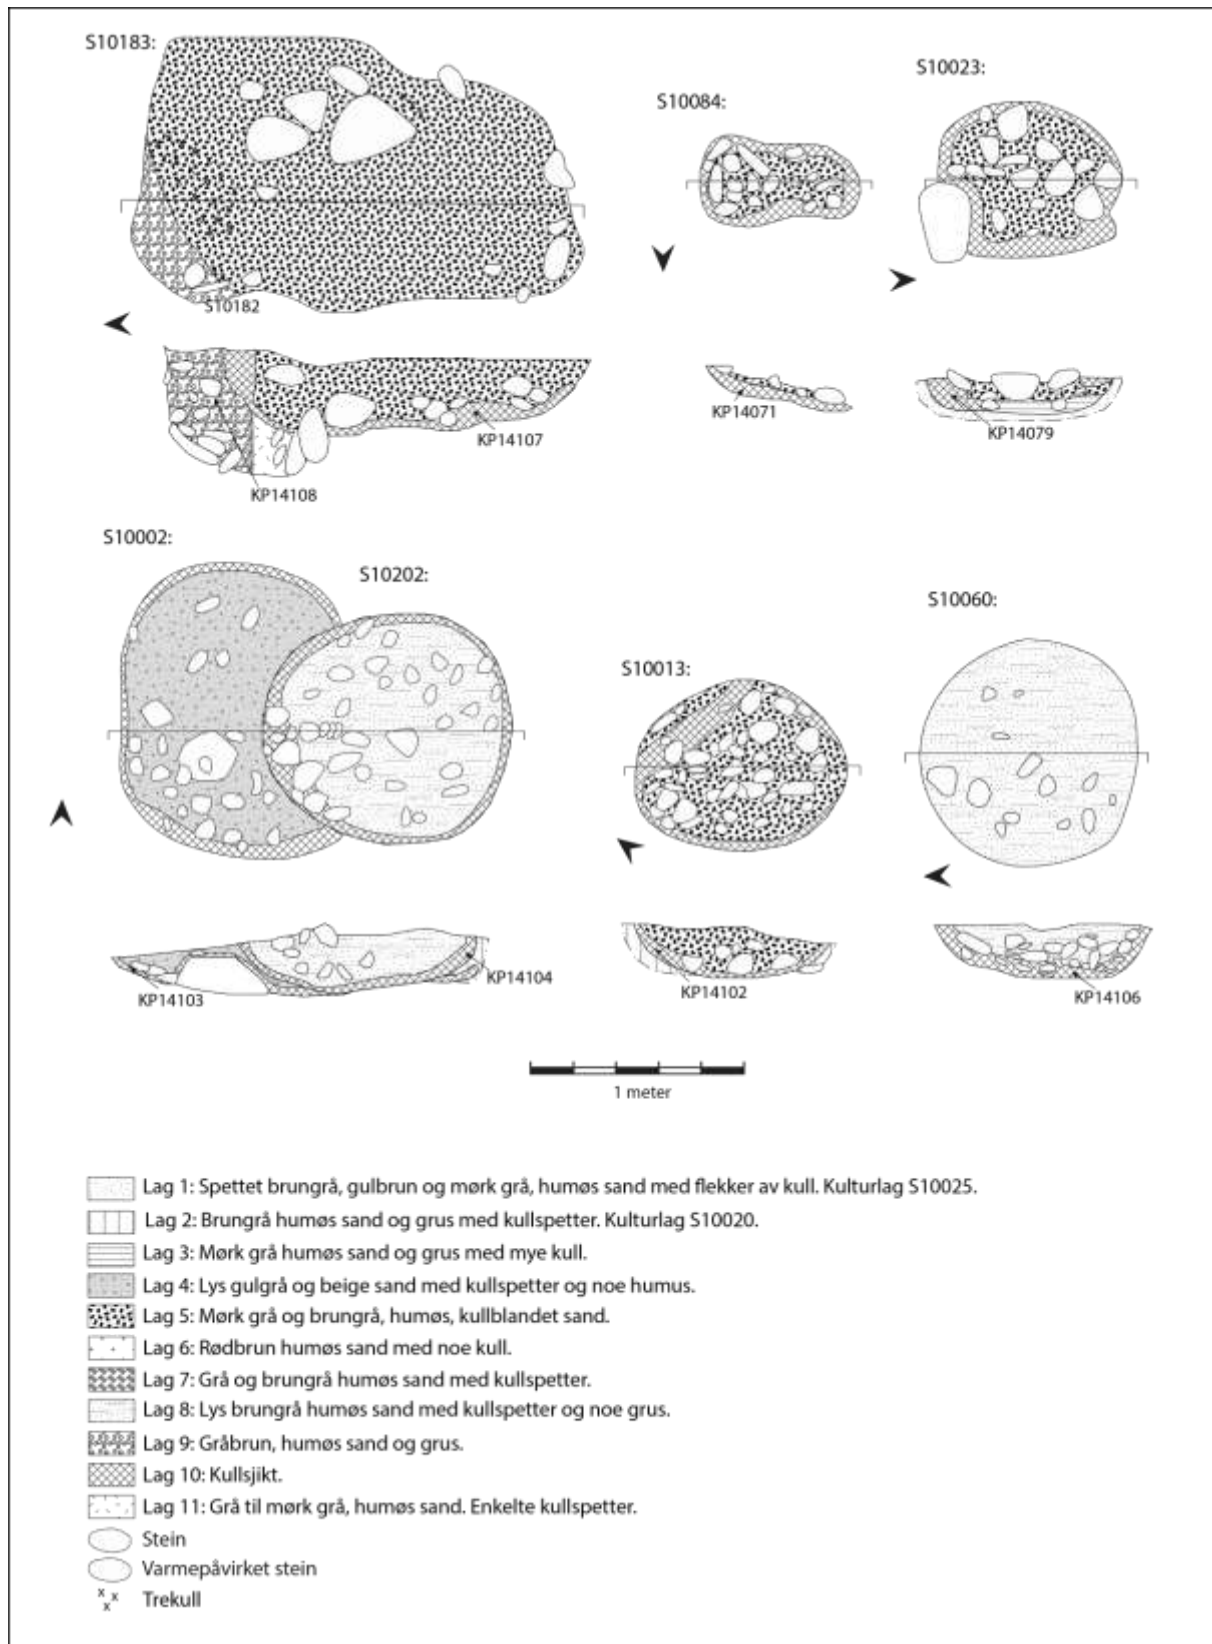 S10183:
S10084:
S10023:
S10182
KP14107
KP14108
KP14071
KP14079
S10002:
S10202:
S10013:
S10060:
KP14103
KP14104
KP14102
KP14106
1 meter
Lag 1: Spettet brungrå, gulbrun og mørk grå, humøs sand med flekker av kull. Kulturlag S10025.
Lag 2: Brungrå humøs sand og grus med kullspetter. Kulturlag S10020.
Lag 3: Mørk grå humøs sand og grus med mye kull.
Lag 4: Lys gulgrå og beige sand med kullspetter og noe humus.
Lag 5: Mørk grå og brungrå, humøs, kullblandet sand.
Lag 6: Rødbrun humøs sand med noe kull.
Lag 7: Grå og brungrå humøs sand med kullspetter.
Lag 8: Lys brungrå humøs sand med kullspetter og noe grus.
Lag 9: Gråbrun, humøs sand og grus.
Lag 10: Kullsjikt.
Lag 11: Grå til mørk grå, humøs sand. Enkelte kullspetter.
Stein
Varmepåvirket stein
x x x Trekull